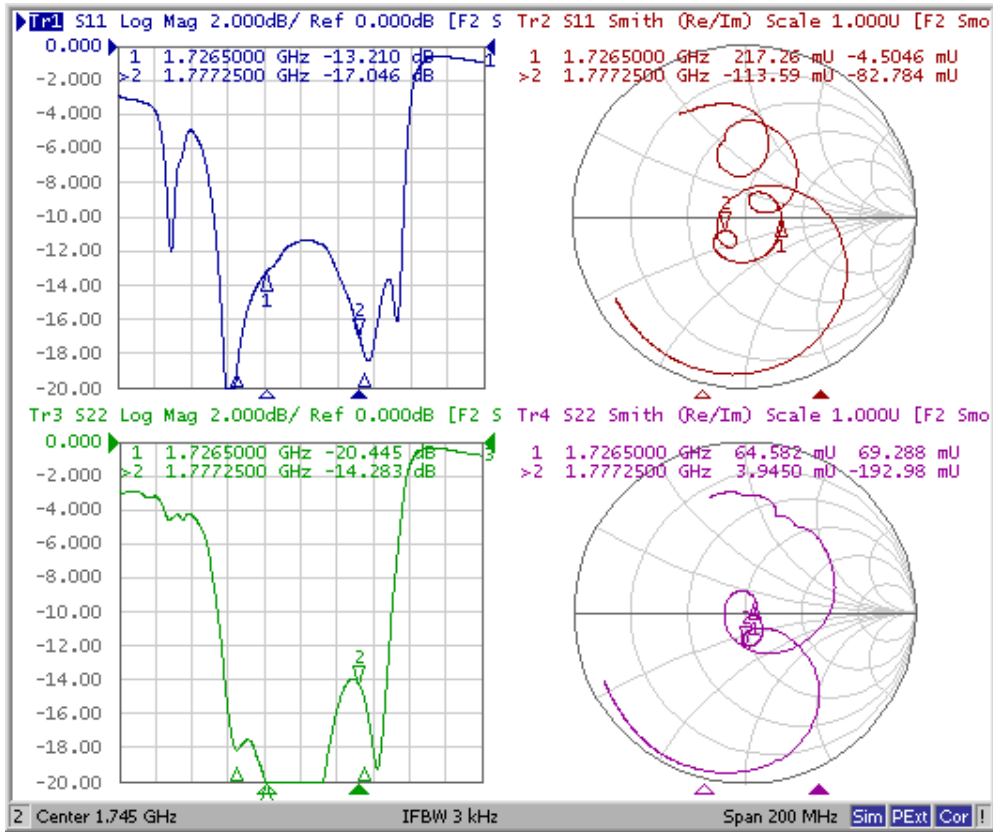 Tr1 S11 Log Mag 2.000dB/ Ref 0.000dB [F2 S
0.000
1 1.7265000 GHz -13.210 dB
>2 1.7772500 GHz -17.046 dB
-2.000
-4.000
-6.000
-8.000
-10.00
-12.00
-14.00
-16.00
-18.00
-20.00
1
2
1
Tr2 S11 Smith (Re/Im) Scale 1.000U [F2 Smo
1 1.7265000 GHz 217.26 mU -4.5046 mU
>2 1.7772500 GHz -113.59 mU -82.784 mU
2
1
Tr3 S22 Log Mag 2.000dB/ Ref 0.000dB [F2 S
0.000
1 1.7265000 GHz -20.445 dB
>2 1.7772500 GHz -14.283 dB
-2.000
-4.000
-6.000
-8.000
-10.00
-12.00
-14.00
-16.00
-18.00
-20.00
3
2
Tr4 S22 Smith (Re/Im) Scale 1.000U [F2 Smo
1 1.7265000 GHz 64.582 mU 69.288 mU
>2 1.7772500 GHz 3.9450 mU -192.98 mU
1
2 Center 1.745 GHz IFBW 3 kHz Span 200 MHz Sim PExt Cor !